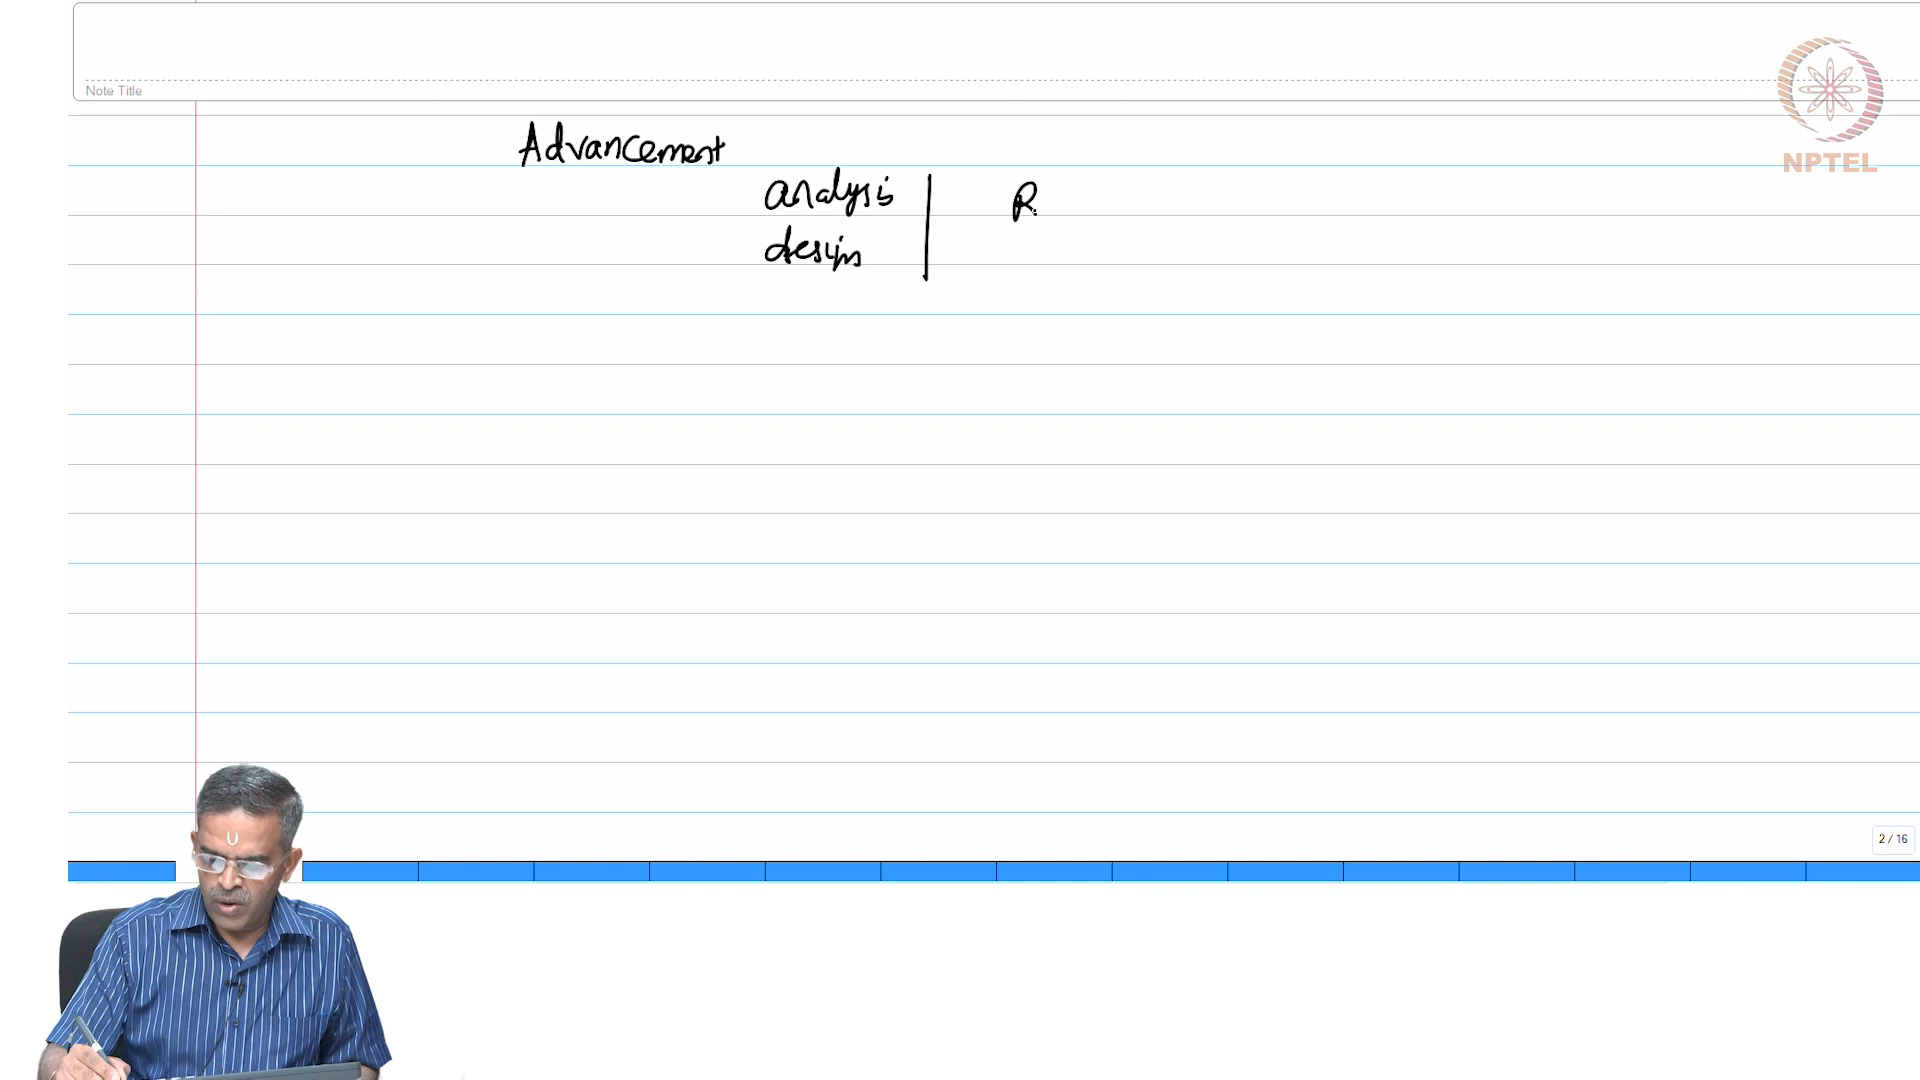 Note Title
NPTEL
Advancement
analysis
R
design
2 / 16